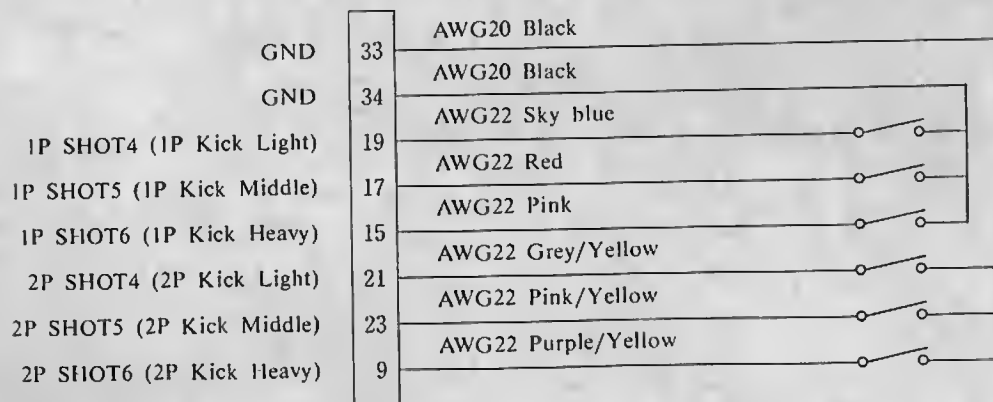 AWG20 Black
GND 33
AWG20 Black
GND 34
AWG22 Sky blue
1P SHOT4 (1P Kick Light) 19
AWG22 Red
1P SHOT5 (1P Kick Middle) 17
AWG22 Pink
1P SHOT6 (1P Kick Heavy) 15
AWG22 Grey/Yellow
2P SHOT4 (2P Kick Light) 21
AWG22 Pink/Yellow
2P SHOT5 (2P Kick Middle) 23
AWG22 Purple/Yellow
2P SHOT6 (2P Kick Heavy) 9